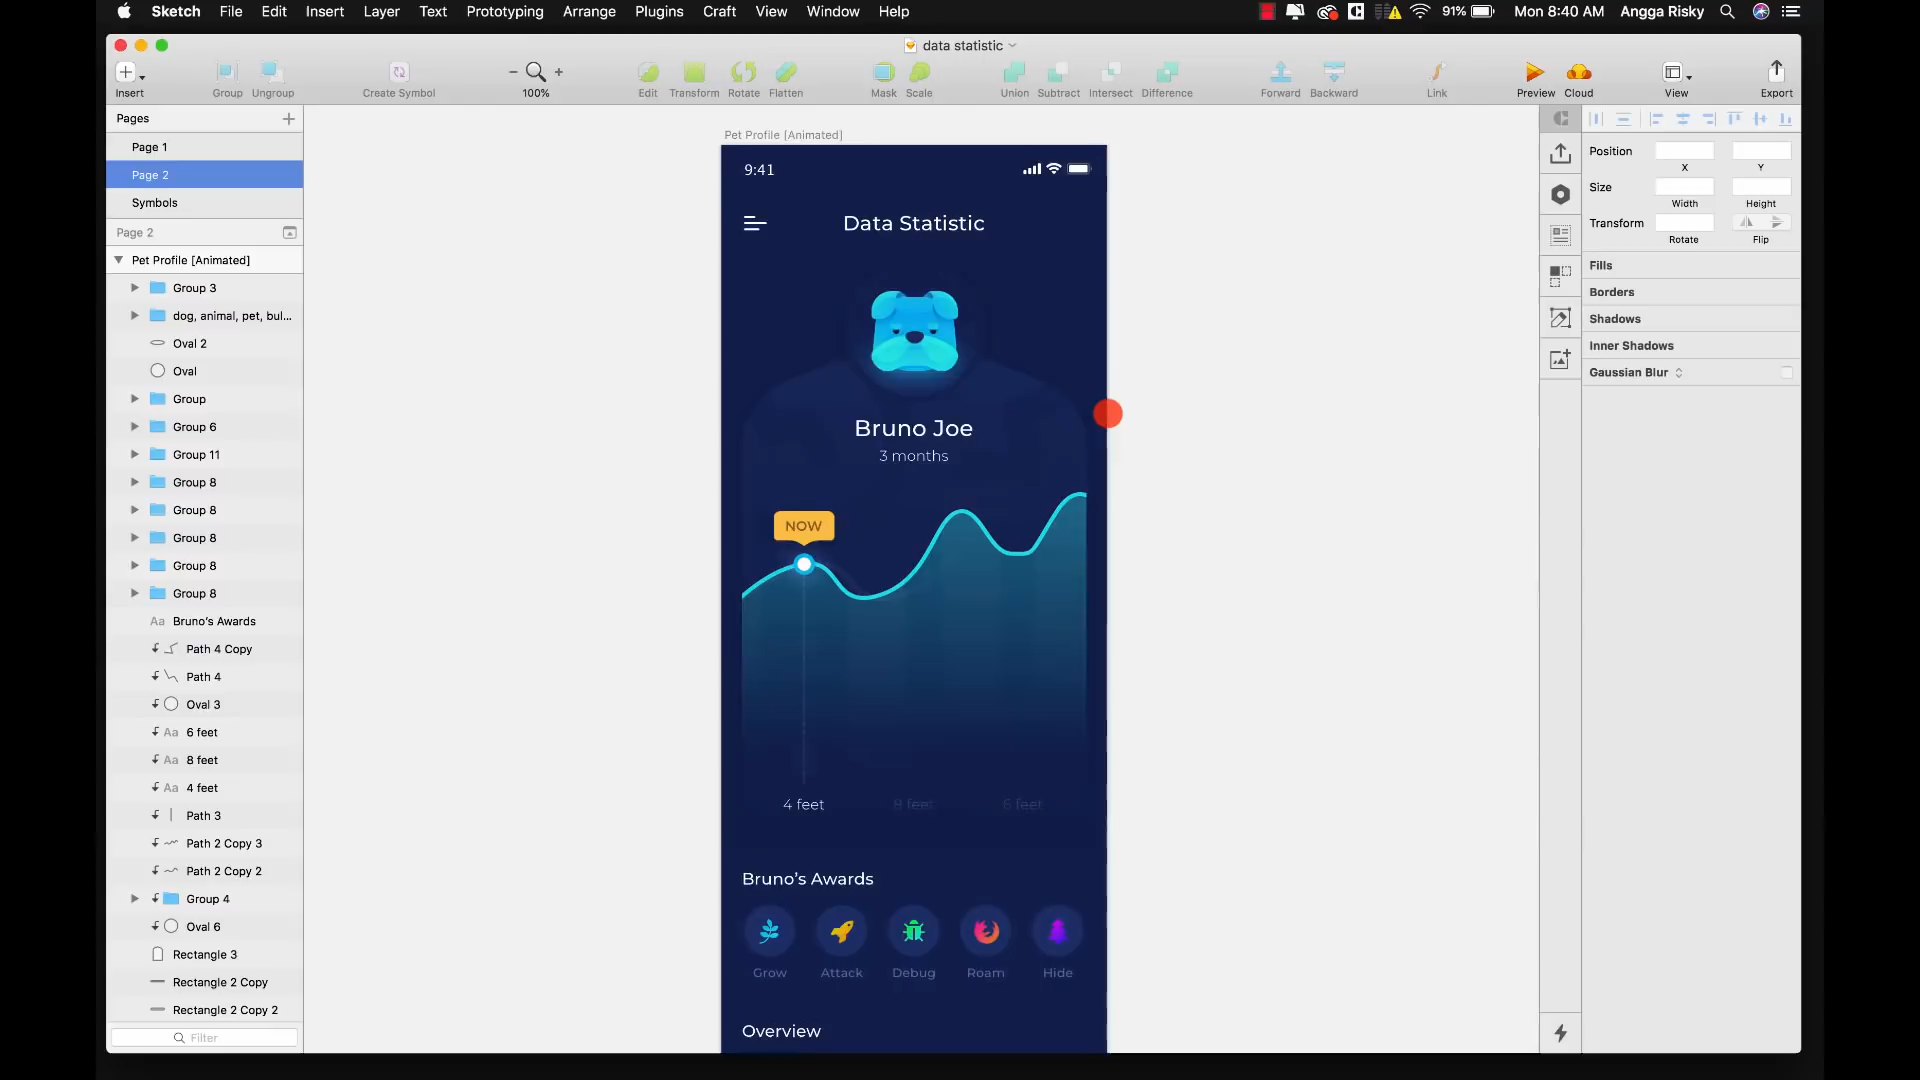 Sketch File Edit Insert Layer Text Prototyping Arrange Plugins Craft View Window Help 91% Mon 8:40 AM Angga Risky
data statistic
Insert Group Ungroup Create Symbol 100% Edit Transform Rotate Flatten Mask Scale Union Subtract Intersect Difference Forward Backward Link Preview Cloud View Export
Pages
Page 1
Page 2
Symbols
Page 2
Pet Profile [Animated]
Group 3
dog, animal, pet, bul...
Oval 2
Oval
Group
Group 6
Group 11
Group 8
Group 8
Group 8
Group 8
Group 8
Bruno's Awards
Path 4 Copy
Path 4
Oval 3
Aa 6 feet
Aa 8 feet
Aa 4 feet
Path 3
Path 2 Copy 3
Path 2 Copy 2
Group 4
Oval 6
Rectangle 3
Rectangle 2 Copy
Rectangle 2 Copy 2
Filter
Pet Profile [Animated]
9:41
Data Statistic
Bruno Joe
3 months
NOW
4 feet 8 feet 6 feet
Bruno's Awards
Grow Attack Debug Roam Hide
Overview
Position
X Y
Size
Width Height
Transform
Rotate Flip
Fills
Borders
Shadows
Inner Shadows
Gaussian Blur